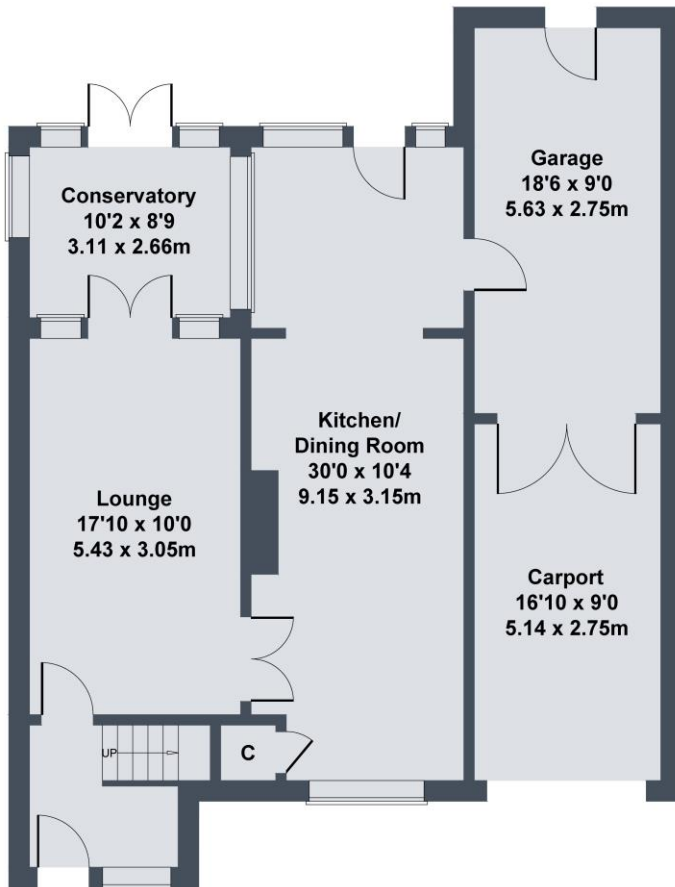 Garage
18'6 x 9'0
5.63 x 2.75m
Conservatory
10'2 x 8'9
3.11 x 2.66m
Kitchen/
Dining Room
30'0 x 10'4
9.15 x 3.15m
Lounge
17'10 x 10'0
5.43 x 3.05m
Carport
16'10 x 9'0
5.14 x 2.75m
UP
C